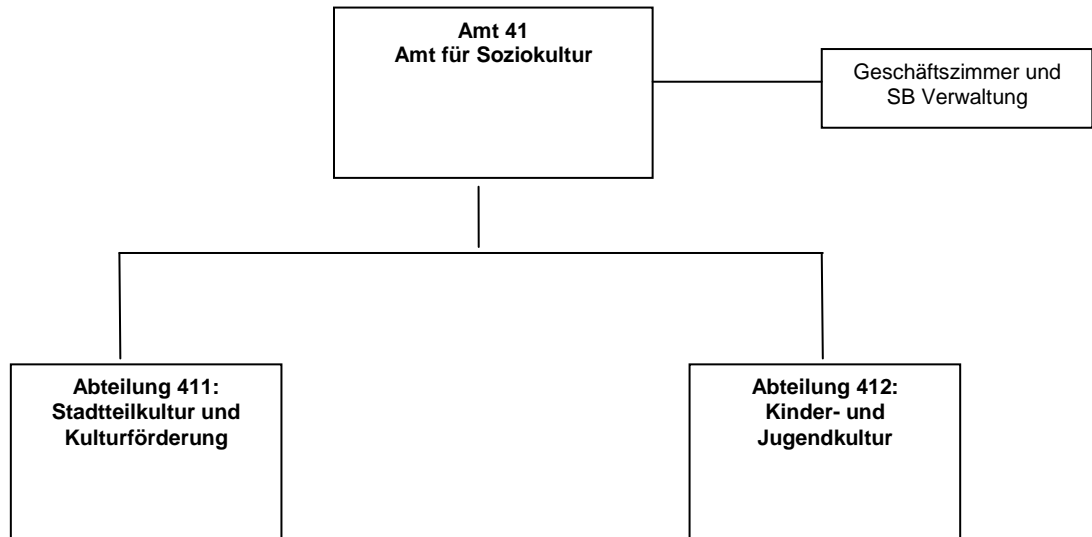 Amt 41
Amt für Soziokultur
Geschäftszimmer und
SB Verwaltung
Abteilung 411:
Stadtteilkultur und
Kulturförderung
Abteilung 412:
Kinder- und
Jugendkultur